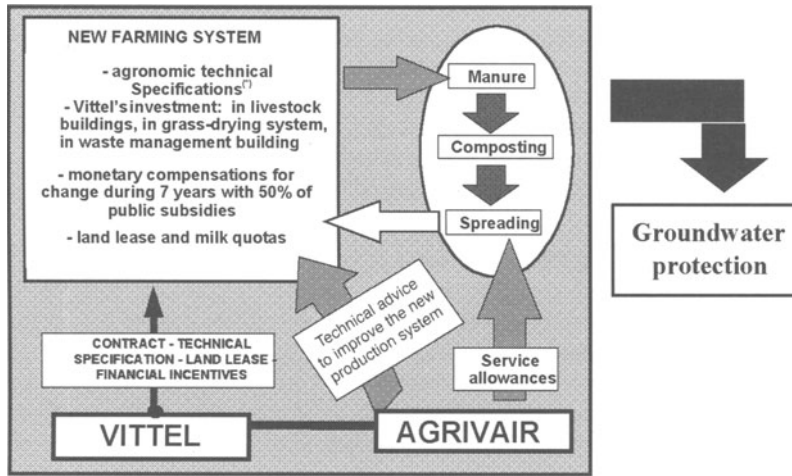 NEW FARMING SYSTEM
- agronomic technical
Specifications(*)
- Vittel's investment: in livestock
buildings, in grass-drying system,
in waste management building
- monetary compensations for
change during 7 years with 50% of
public subsidies
- land lease and milk quotas
Manure
Composting
Spreading
Groundwater
protection
Technical advice
to improve the new
production system
CONTRACT - TECHNICAL
SPECIFICATION - LAND LEASE -
FINANCIAL INCENTIVES
Service
allowances
VITTEL
AGRIVAIR